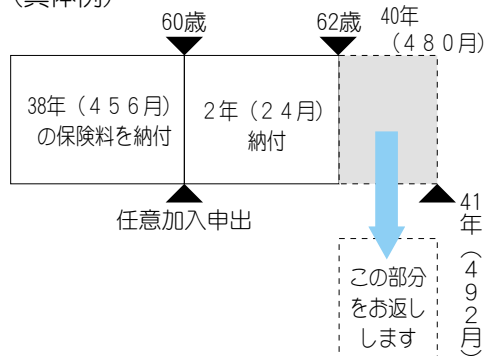 (具体例)
60歳
62歳
40年
(480月)
38年(456月)
の保険料を納付
2年(24月)
納付
任意加入申出
41年(492月)
この部分
をお返し
します